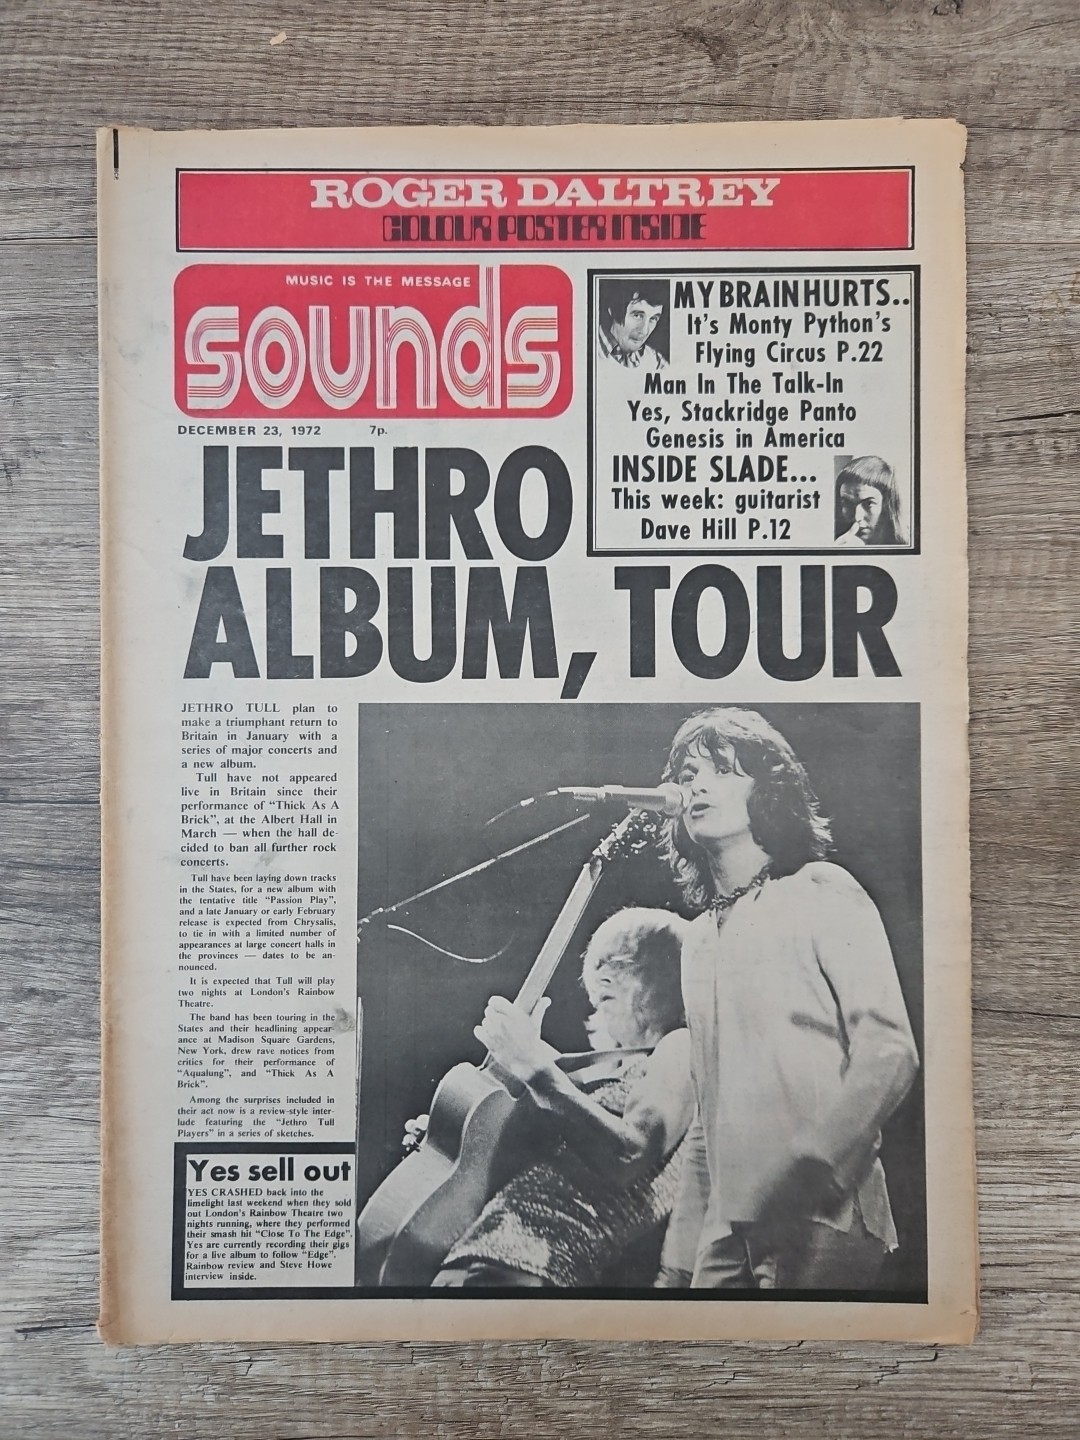 ROGER DALTREY
COLOUR POSTER INSIDE
MUSIC IS THE MESSAGE
sounds
DECEMBER 23, 1972 7p.
MY BRAIN HURTS..
It's Monty Python's
Flying Circus P.22
Man In The Talk-In
Yes, Stackridge Panto
Genesis in America
INSIDE SLADE...
This week: guitarist
Dave Hill P.12
JETHRO
ALBUM, TOUR
JETHRO TULL plan to
make a triumphant return to
Britain in January with a
series of major concerts and
a new album.
Tull have not appeared
live in Britain since their
performance of "Thick As A
Brick", at the Albert Hall in
March — when the hall de-
cided to ban all further rock
concerts.
Tull have been laying down tracks
in the States, for a new album with
the tentative title "Passion Play",
and a late January or early February
release is expected from Chrysalis,
to tie in with a limited number of
appearances at large concert halls in
the provinces — dates to be an-
nounced.
It is expected that Tull will play
two nights at London's Rainbow
Theatre.
The band has been touring in the
States and their headlining appear-
ance at Madison Square Gardens,
New York, drew rave notices from
critics for their performance of
"Aqualung", and "Thick As A
Brick".
Among the surprises included in
their act now is a review-style inter-
lude featuring the "Jethro Tull
Players" in a series of sketches.
Yes sell out
YES CRASHED back into the
limelight last weekend when they sold
out London's Rainbow Theatre two
nights running, where they performed
their smash hit "Close To The Edge".
Yes are currently recording their gigs
for a live album to follow "Edge".
Rainbow review and Steve Howe
interview inside.